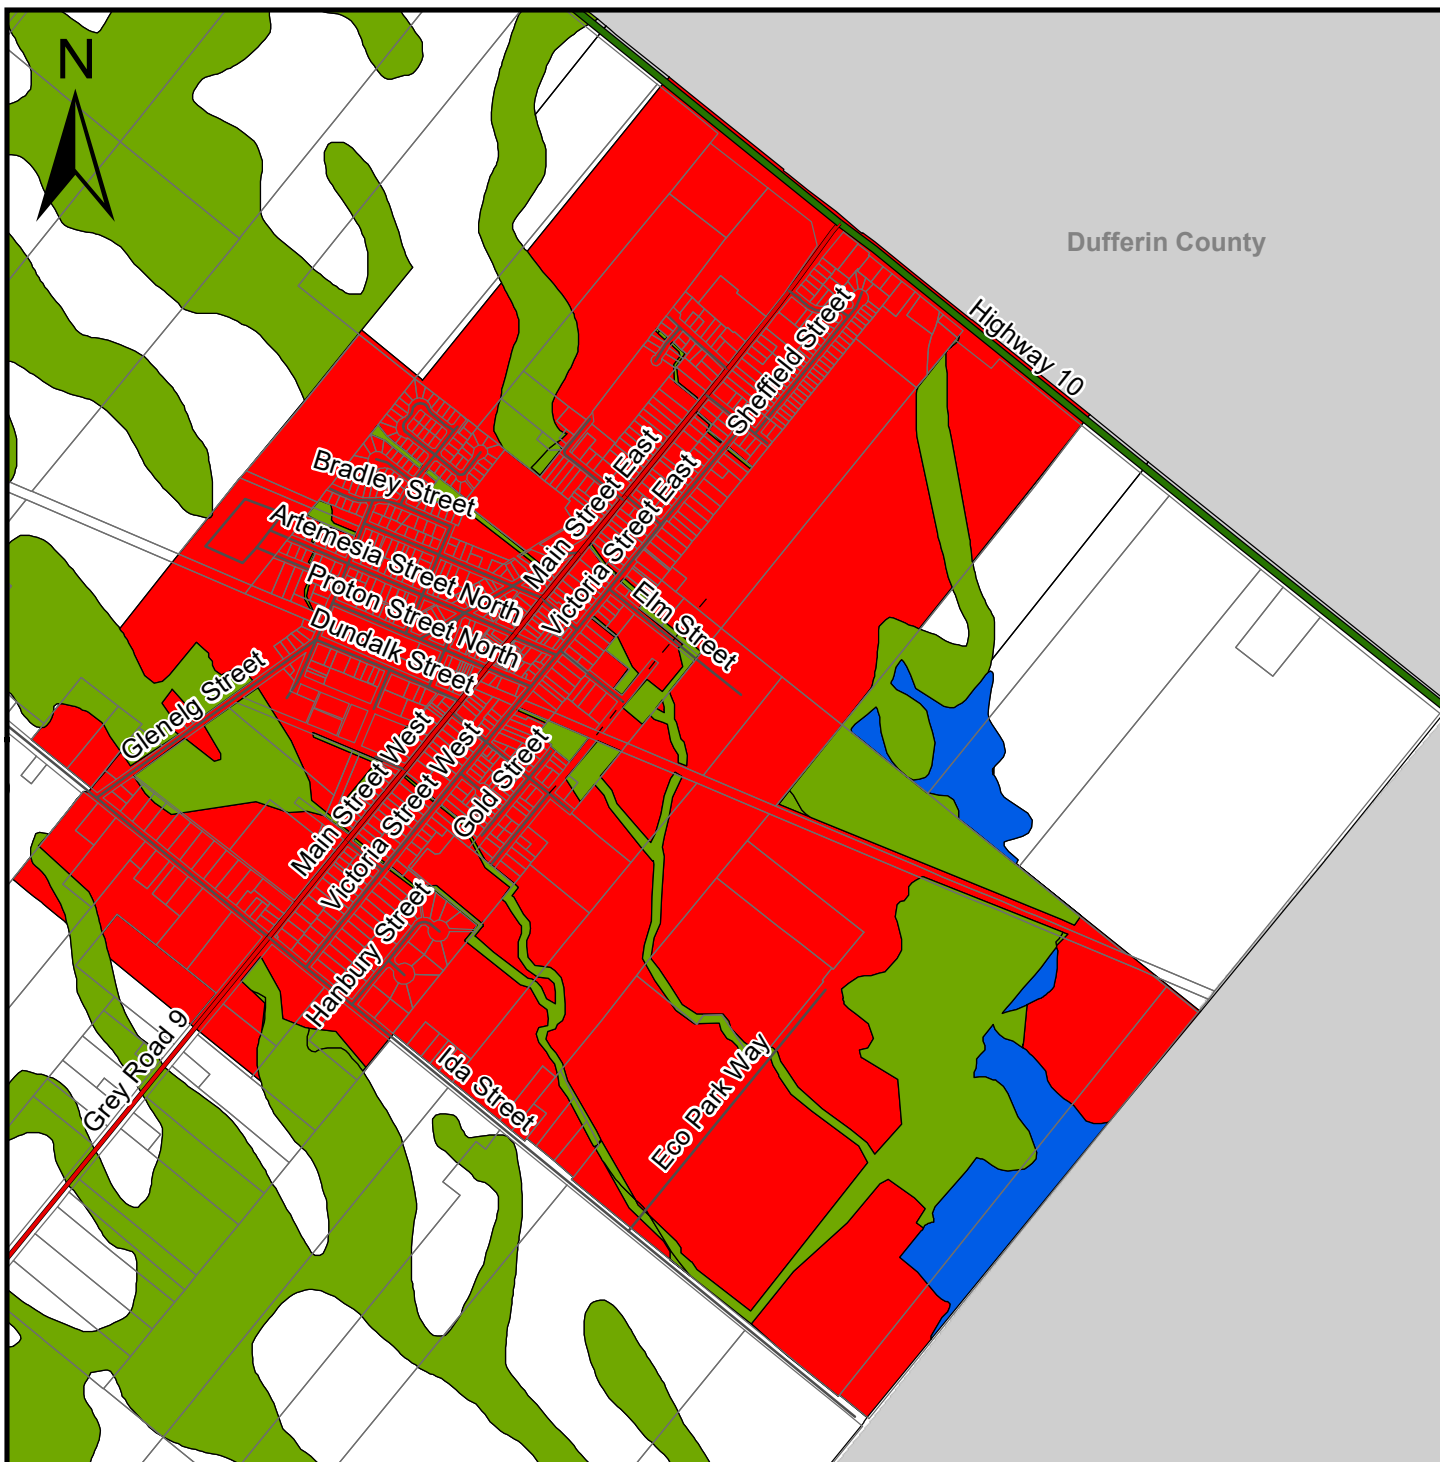 N
Dufferin County
Highway 10
Sheffield Street
Main Street East
Bradley Street
Victoria Street East
Artemesia Street North
Proton Street North
Elm Street
Dundalk Street
Glenelg Street
Main Street West
Victoria Street West
Gold Street
Hanbury Street
Grey Road 9
Ida Street
Eco Park Way